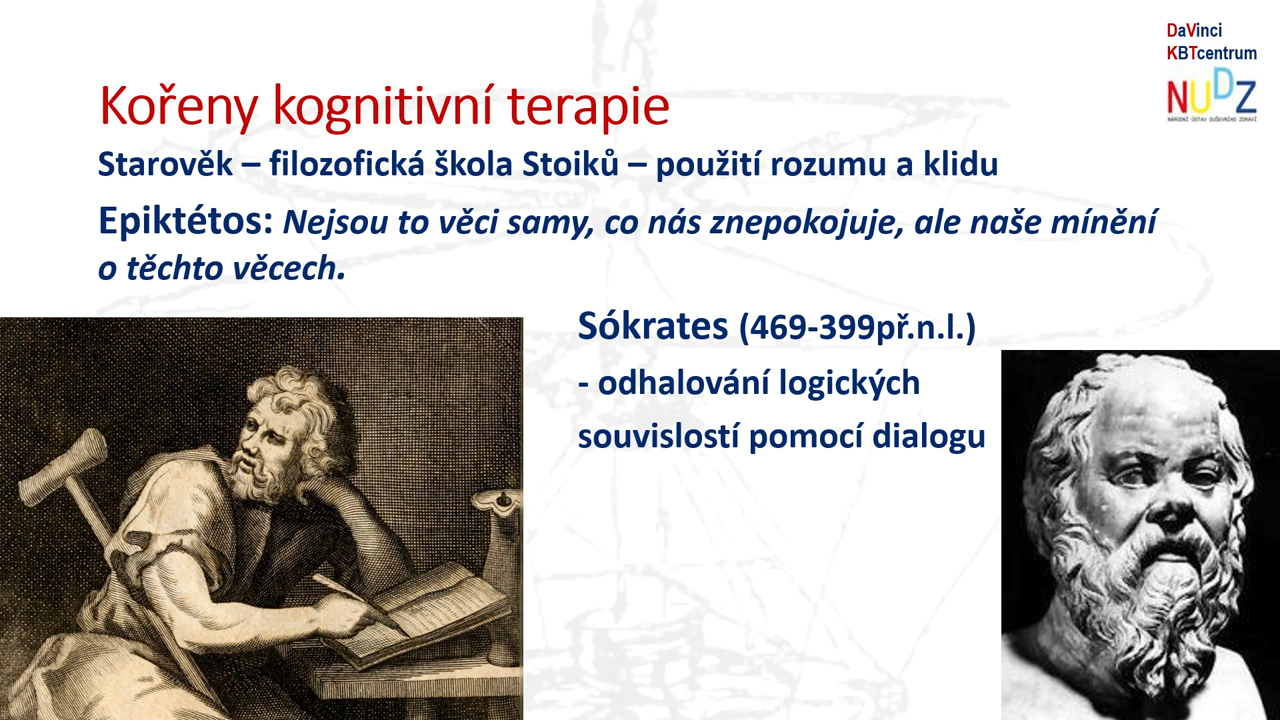 DaVinci
KBTcentrum
NUDZ
NÁRODNÍ ÚSTAV DUŠEVNÍHO ZDRAVÍ
Kořeny kognitivní terapie
Starověk – filozofická škola Stoiků – použití rozumu a klidu
Epiktétos: Nejsou to věci samy, co nás znepokojuje, ale naše mínění
o těchto věcech.
Sókrates (469-399př.n.l.)
- odhalování logických
souvislostí pomocí dialogu